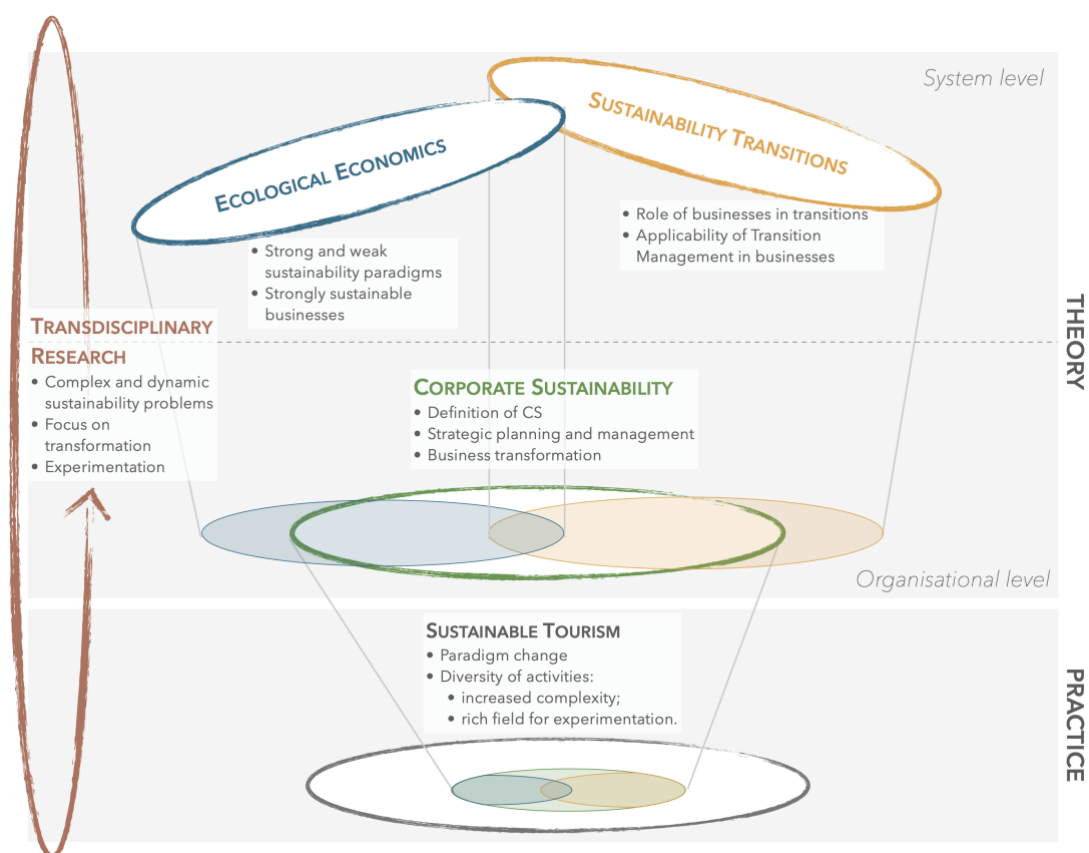 System level
SUSTAINABILITY TRANSITIONS
ECOLOGICAL ECONOMICS
• Role of businesses in transitions
• Applicability of Transition
Management in businesses
• Strong and weak
sustainability paradigms
• Strongly sustainable
businesses
THEORY
TRANSDISCIPLINARY
RESEARCH
• Complex and dynamic
sustainability problems
• Focus on
transformation
• Experimentation
CORPORATE SUSTAINABILITY
• Definition of CS
• Strategic planning and management
• Business transformation
Organisational level
SUSTAINABLE TOURISM
• Paradigm change
• Diversity of activities:
• increased complexity;
• rich field for experimentation.
PRACTICE